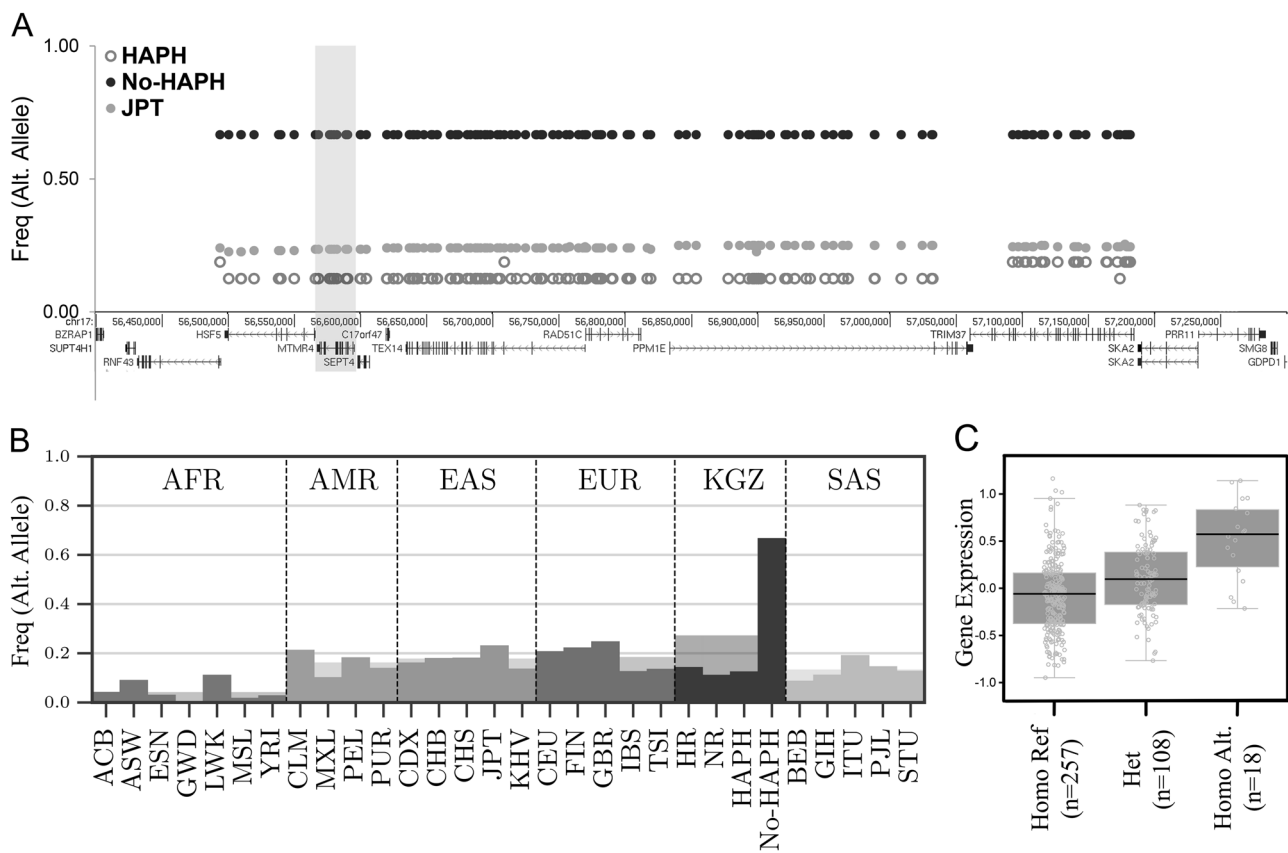 A
1.00
0.50
0.00
Freq (Alt. Allele)
HAPH
No-HAPH
JPT
chr17: 56,450,000 56,500,000 56,550,000 56,600,000 56,650,000 56,700,000 56,750,000 56,800,000 56,850,000 56,900,000 56,950,000 57,000,000 57,050,000 57,100,000 57,150,000 57,200,000 57,250,000
BZRAP1 HSF5 C17orf47 RAD51C TRIM37 PRR11
SUPT4H1 MTMR4 TEX14 PPM1E SKA2 SMG8
RNF43 SEPT4 SKA2 GDPD1
B
Freq (Alt. Allele)
1.0
0.8
0.6
0.4
0.2
0.0
AFR AMR EAS EUR KGZ SAS
ACB ASW ESN GWD LWK MSL YRI CLM MXL PEL PUR CDX CHB CHS JPT KHV CEU FIN GBR IBS TSI HR NR HAPH No-HAPH BEB GIH ITU PJL STU
C
Gene Expression
1.0
0.5
0.0
-0.5
-1.0
Homo Ref
(n=257)
Het
(n=108)
Homo Alt.
(n=18)